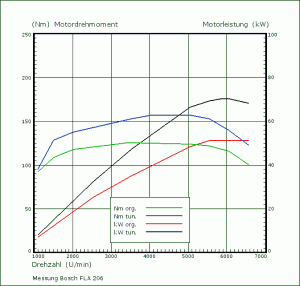 (Nm) Motordrehmoment Motorleistung (kW)
250 100
200 80
150 60
100 40
50 20
0 0
Nm org.
Nm tun.
kW org.
kW tun.
1000 2000 3000 4000 5000 6000 7000
Drehzahl (U/min)
Messung Bosch FLA 206